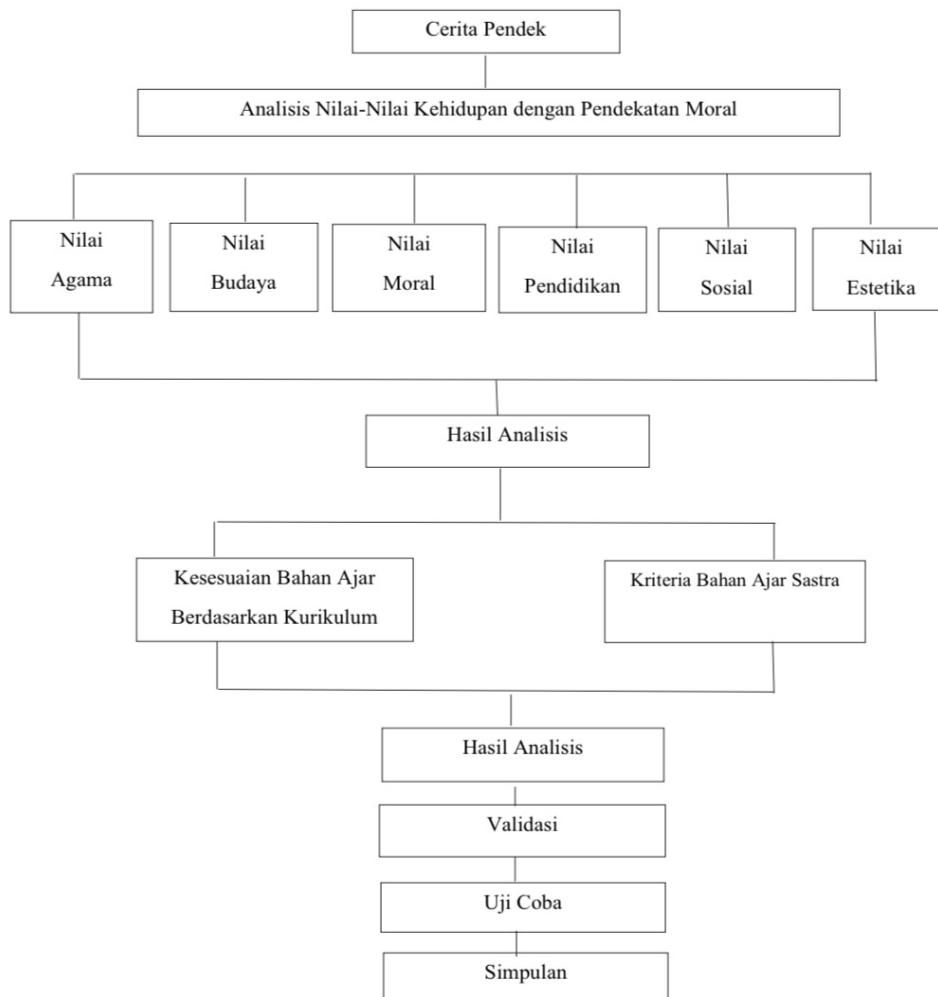 Cerita Pendek
Analisis Nilai-Nilai Kehidupan dengan Pendekatan Moral
Nilai
Agama
Nilai
Budaya
Nilai
Moral
Nilai
Pendidikan
Nilai
Sosial
Nilai
Estetika
Hasil Analisis
Kesesuaian Bahan Ajar
Berdasarkan Kurikulum
Kriteria Bahan Ajar Sastra
Hasil Analisis
Validasi
Uji Coba
Simpulan